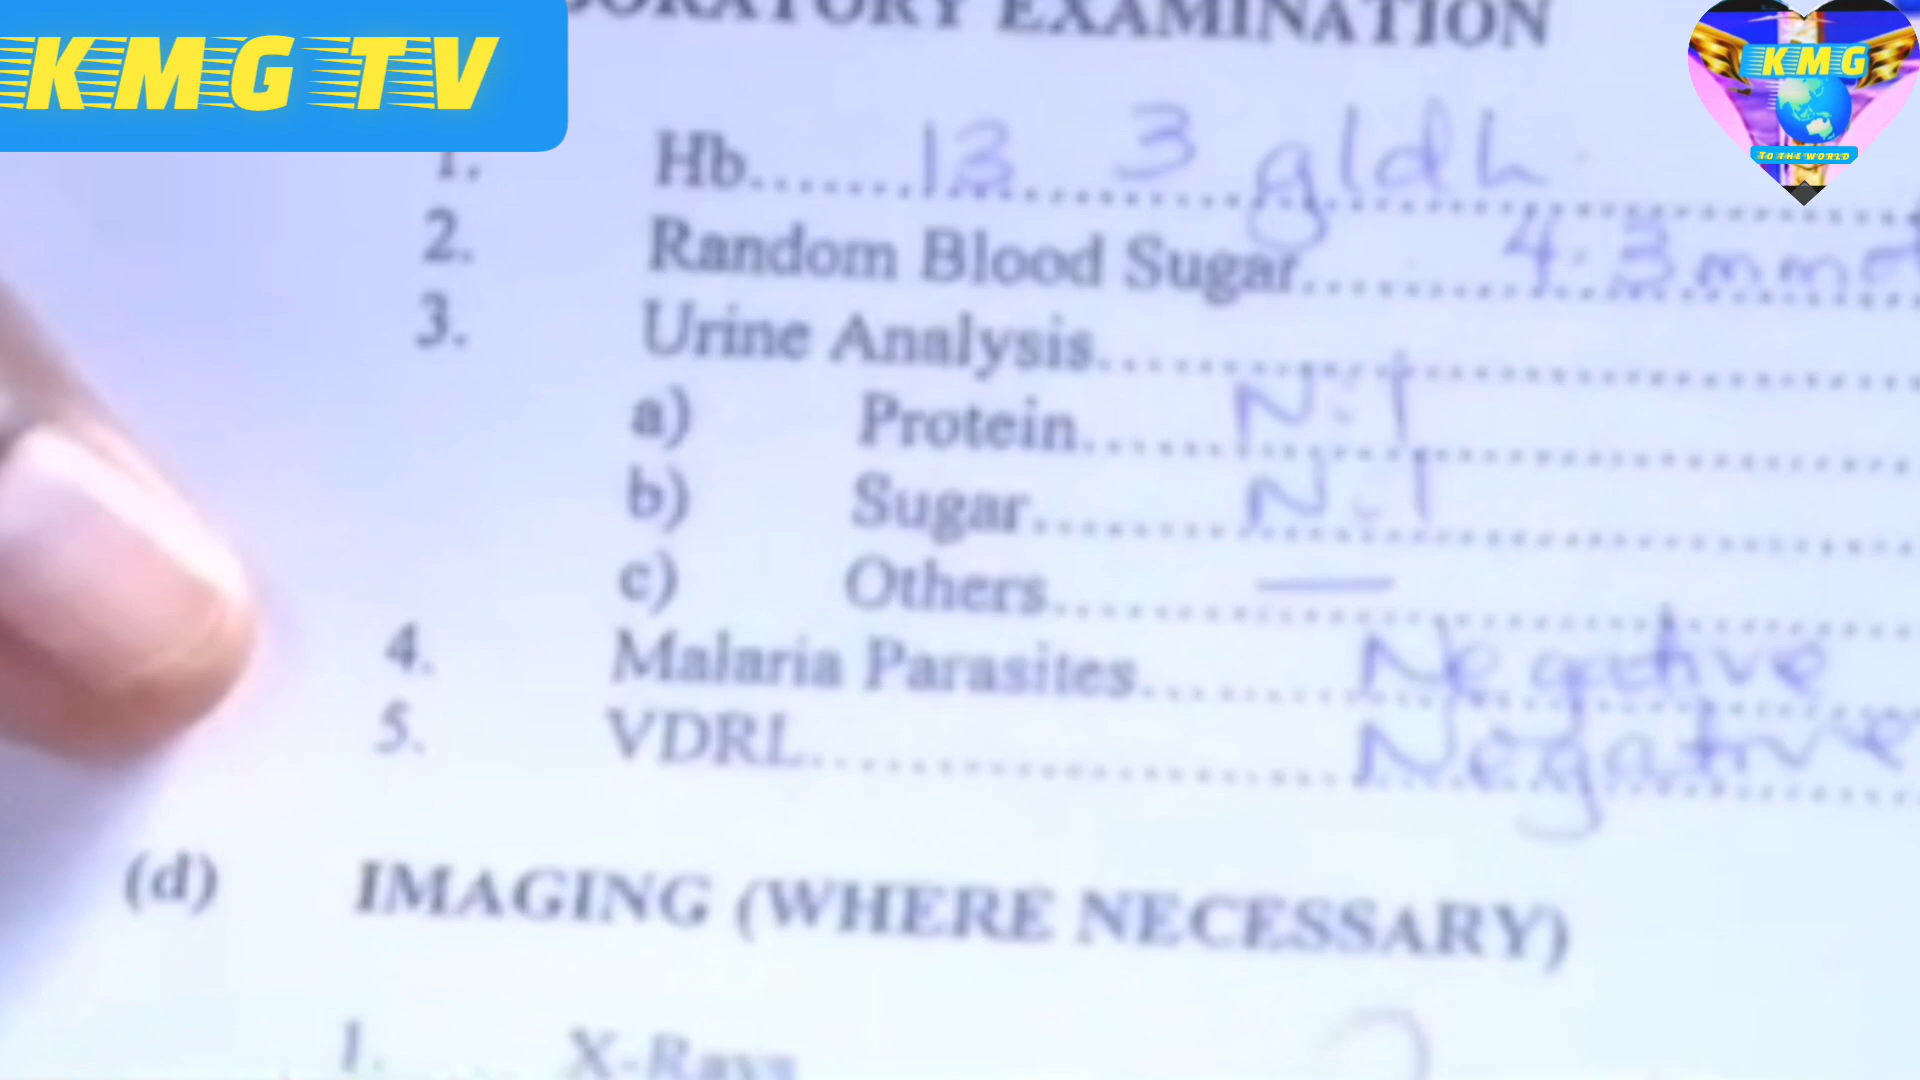 KMG TV
KMG
TO THE WORLD
LABORATORY EXAMINATION
1. Hb....... 13 3 g/dl
2. Random Blood Sugar....... 4.3 mmol
3. Urine Analysis.......
a) Protein....... Nil
b) Sugar....... Nil
c) Others....... —
4. Malaria Parasites....... Negative
5. VDRL....... Negative
(d) IMAGING (WHERE NECESSARY)
1. X-Rays